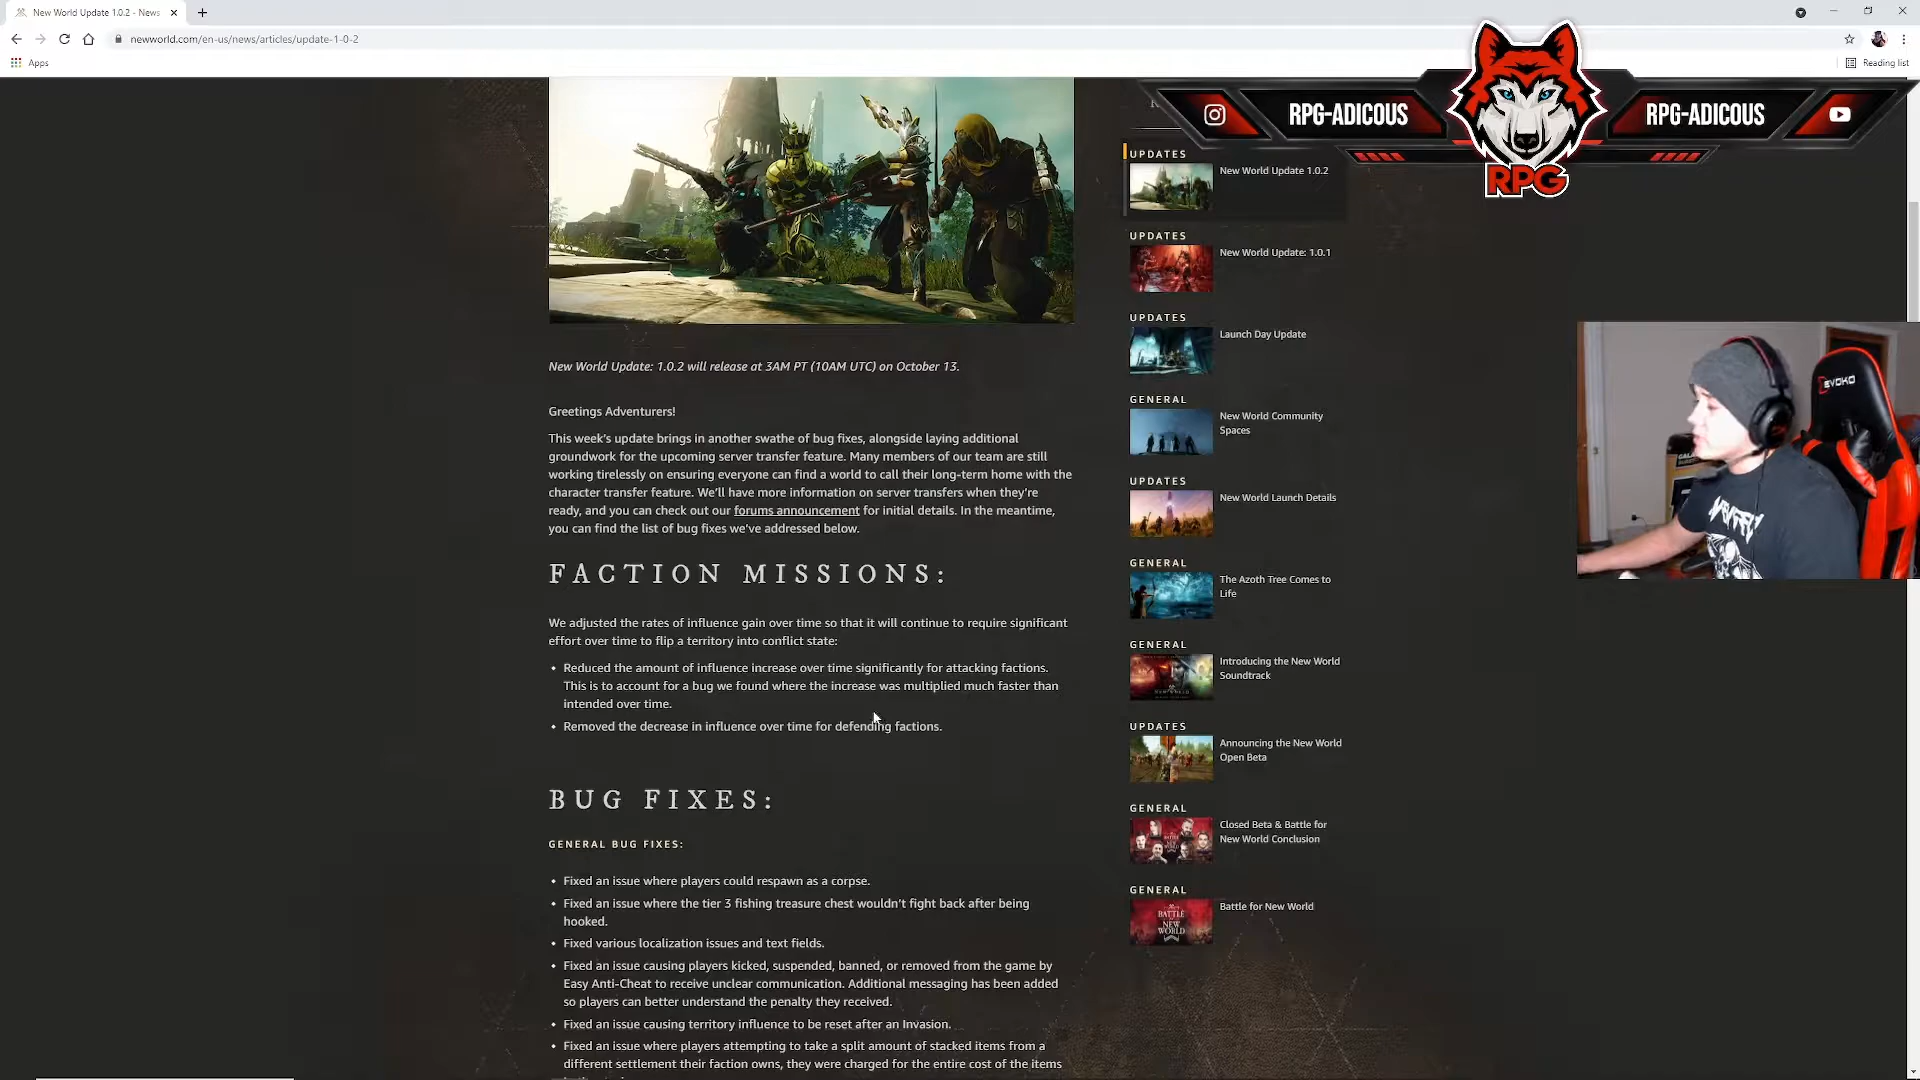 New World Update 1.0.2 - News
newworld.com/en-us/news/articles/update-1-0-2
Apps
Reading list
RPG-ADICOUS
RPG-ADICOUS
RPG
New World Update: 1.0.2 will release at 3AM PT (10AM UTC) on October 13.
Greetings Adventurers!
This week's update brings in another swathe of bug fixes, alongside laying additional
groundwork for the upcoming server transfer feature. Many members of our team are still
working tirelessly on ensuring everyone can find a world to call their long-term home with the
character transfer feature. We'll have more information on server transfers when they're
ready, and you can check out our forums announcement for initial details. In the meantime,
you can find the list of bug fixes we've addressed below.
FACTION MISSIONS:
We adjusted the rates of influence gain over time so that it will continue to require significant
effort over time to flip a territory into conflict state:
• Reduced the amount of influence increase over time significantly for attacking factions.
This is to account for a bug we found where the increase was multiplied much faster than
intended over time.
• Removed the decrease in influence over time for defending factions.
BUG FIXES:
GENERAL BUG FIXES:
• Fixed an issue where players could respawn as a corpse.
• Fixed an issue where the tier 3 fishing treasure chest wouldn't fight back after being
hooked.
• Fixed various localization issues and text fields.
• Fixed an issue causing players kicked, suspended, banned, or removed from the game by
Easy Anti-Cheat to receive unclear communication. Additional messaging has been added
so players can better understand the penalty they received.
• Fixed an issue causing territory influence to be reset after an Invasion.
• Fixed an issue where players attempting to take a split amount of stacked items from a
different settlement their faction owns, they were charged for the entire cost of the items
UPDATES
New World Update 1.0.2
UPDATES
New World Update: 1.0.1
UPDATES
Launch Day Update
GENERAL
New World Community
Spaces
UPDATES
New World Launch Details
GENERAL
The Azoth Tree Comes to
Life
GENERAL
Introducing the New World
Soundtrack
UPDATES
Announcing the New World
Open Beta
GENERAL
Closed Beta & Battle for
New World Conclusion
GENERAL
BATTLE
NEW
WORLD
Battle for New World
EVOKO